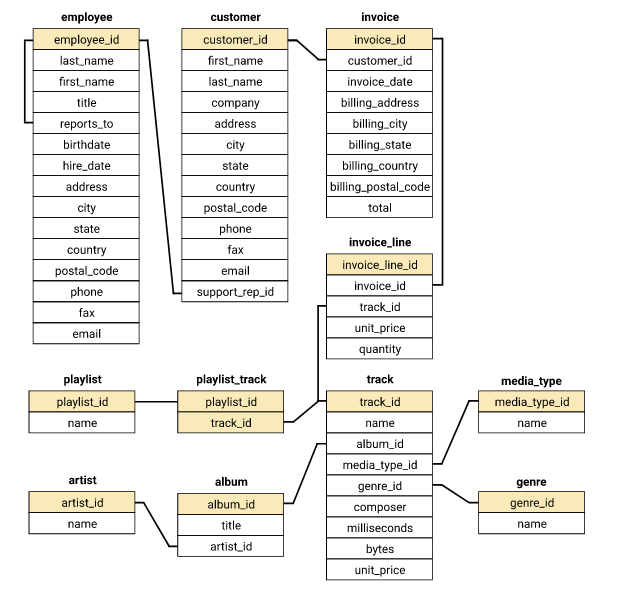 employee
employee_id
last_name
first_name
title
reports_to
birthdate
hire_date
address
city
state
country
postal_code
phone
fax
email
customer
customer_id
first_name
last_name
company
address
city
state
country
postal_code
phone
fax
email
support_rep_id
invoice
invoice_id
customer_id
invoice_date
billing_address
billing_city
billing_state
billing_country
billing_postal_code
total
invoice_line
invoice_line_id
invoice_id
track_id
unit_price
quantity
playlist
playlist_id
name
playlist_track
playlist_id
track_id
track
track_id
name
album_id
media_type_id
genre_id
composer
milliseconds
bytes
unit_price
media_type
media_type_id
name
artist
artist_id
name
album
album_id
title
artist_id
genre
genre_id
name